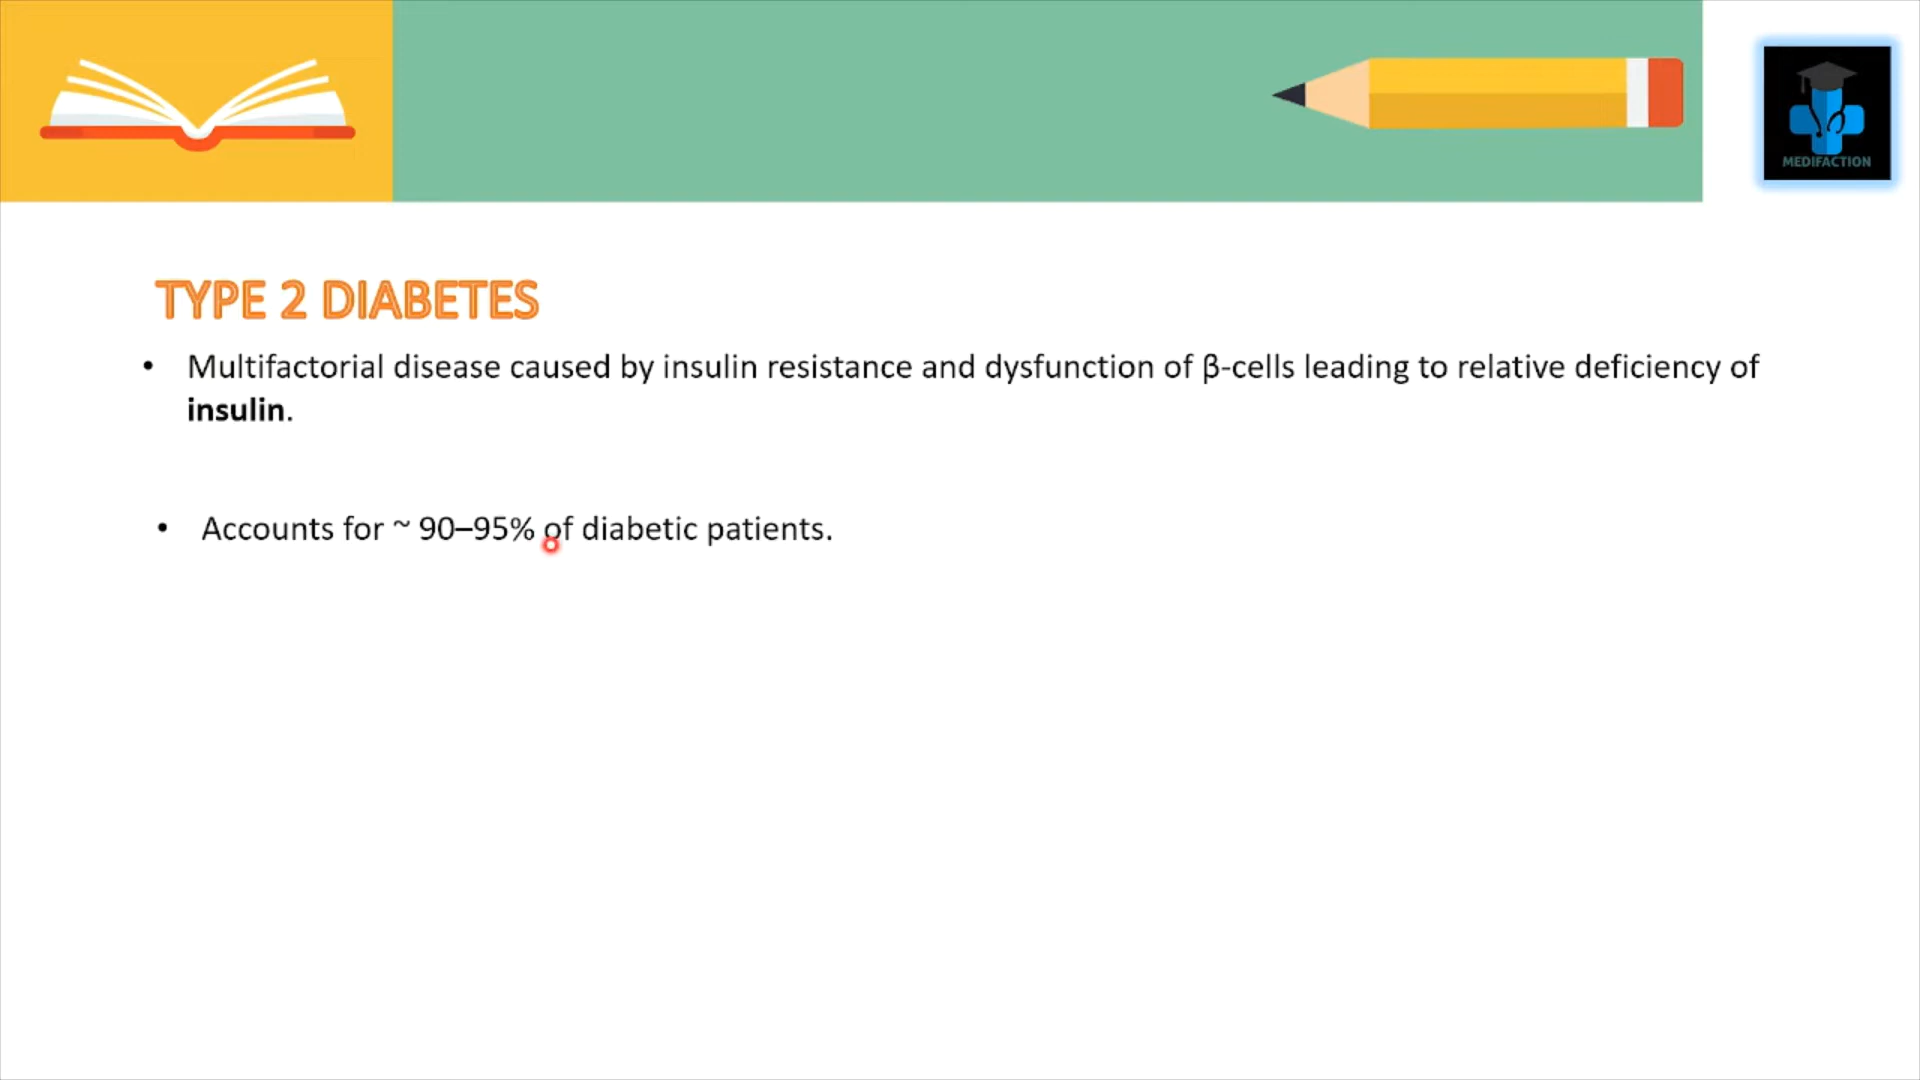 MEDIFACTION
TYPE 2 DIABETES
• Multifactorial disease caused by insulin resistance and dysfunction of β-cells leading to relative deficiency of
insulin.
• Accounts for ~ 90–95% of diabetic patients.